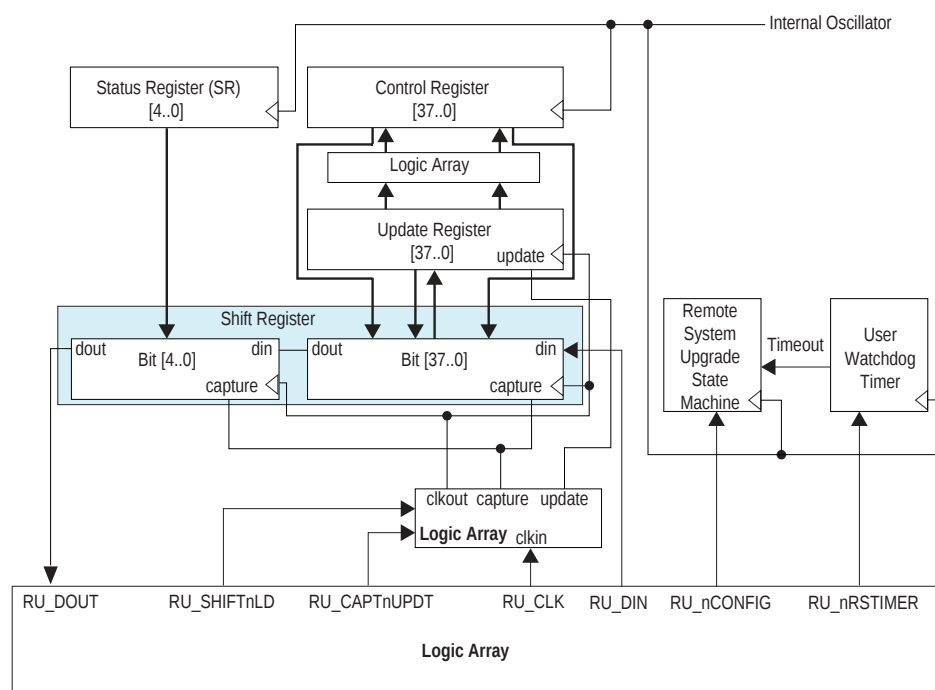 Internal Oscillator
Status Register (SR)
[4..0]
Control Register
[37..0]
Logic Array
Update Register
[37..0]
update
Shift Register
dout
Bit [4..0]
din
capture
dout
Bit [37..0]
din
capture
Remote
System
Upgrade
State
Machine
Timeout
User
Watchdog
Timer
clkout capture update
Logic Array
clkin
RU_DOUT
RU_SHIFTnLD
RU_CAPTnUPDT
RU_CLK
RU_DIN
RU_nCONFIG
RU_nRSTIMER
Logic Array